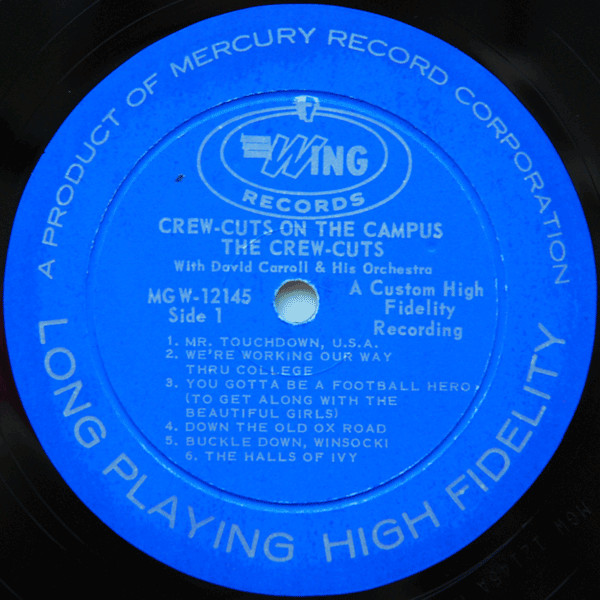 A PRODUCT OF MERCURY RECORD CORPORATION
WING
RECORDS
CREW-CUTS ON THE CAMPUS
THE CREW-CUTS
With David Carroll & His Orchestra
MGW-12145
Side 1
A Custom High
Fidelity
Recording
1. MR. TOUCHDOWN, U.S.A.
2. WE'RE WORKING OUR WAY
THRU COLLEGE
3. YOU GOTTA BE A FOOTBALL HERO
(TO GET ALONG WITH THE
BEAUTIFUL GIRLS)
4. DOWN THE OLD OX ROAD
5. BUCKLE DOWN, WINSOCKI
6. THE HALLS OF IVY
LONG PLAYING HIGH FIDELITY